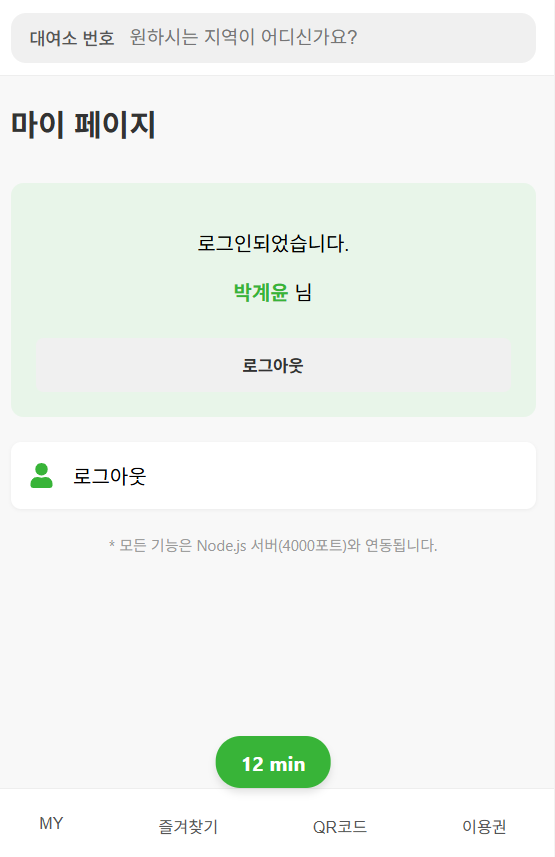 대여소 번호 원하시는 지역이 어디신가요?
마이 페이지
로그인되었습니다.
박계윤 님
로그아웃
로그아웃
* 모든 기능은 Node.js 서버(4000포트)와 연동됩니다.
12 min
MY 즐겨찾기 QR코드 이용권